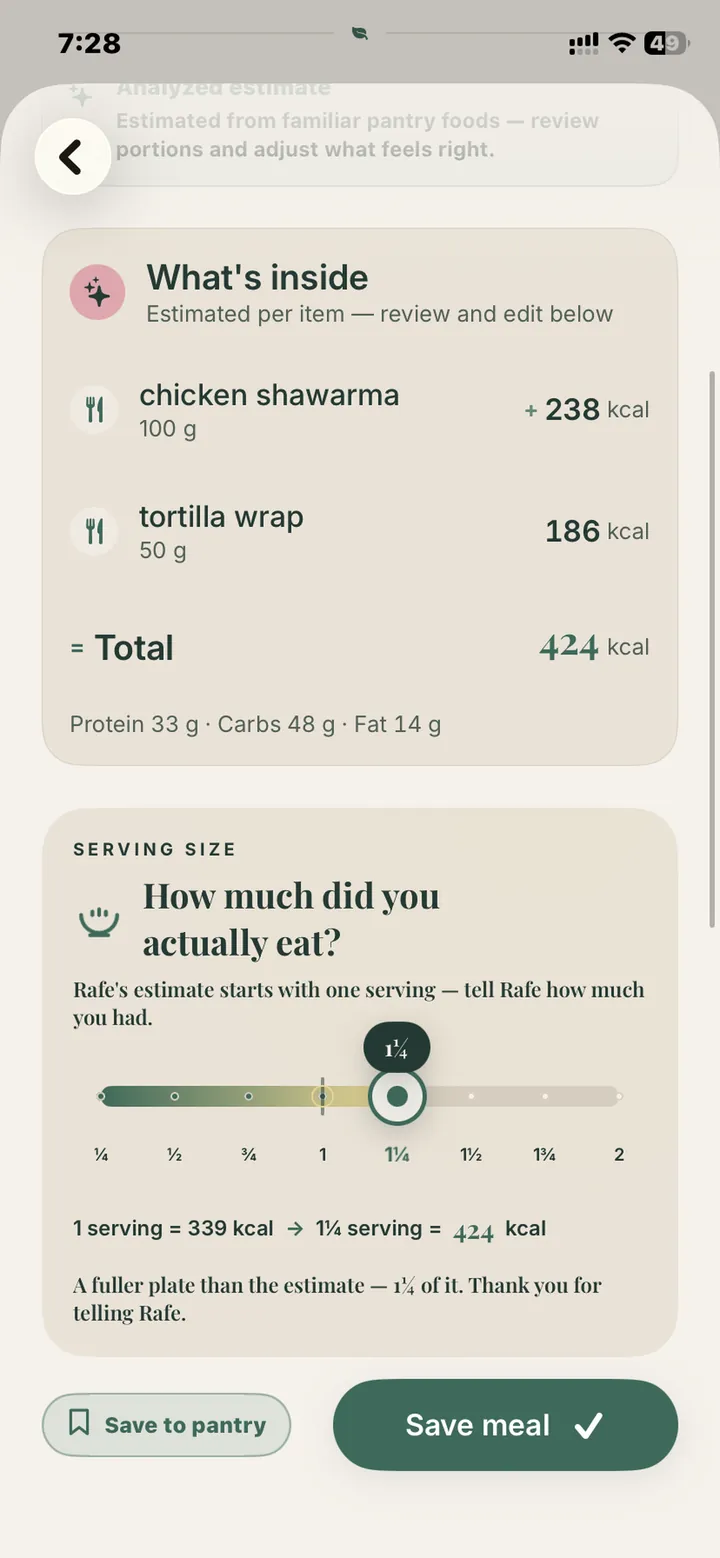 7:28
49
Analyzed estimate
Estimated from familiar pantry foods — review
portions and adjust what feels right.
What's inside
Estimated per item — review and edit below
chicken shawarma
100 g
+ 238 kcal
tortilla wrap
50 g
186 kcal
= Total
424 kcal
Protein 33 g · Carbs 48 g · Fat 14 g
SERVING SIZE
How much did you
actually eat?
Rafe's estimate starts with one serving — tell Rafe how much
you had.
1¼
¼ ½ ¾ 1 1¼ 1½ 1¾ 2
1 serving = 339 kcal → 1¼ serving = 424 kcal
A fuller plate than the estimate — 1¼ of it. Thank you for
telling Rafe.
Save to pantry
Save meal